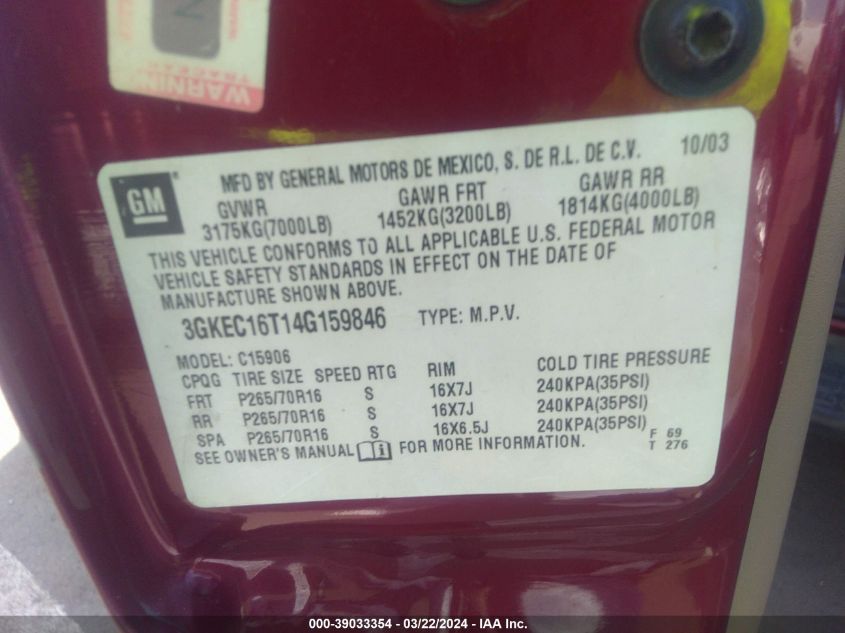 WARNING
MFD BY GENERAL MOTORS DE MEXICO, S. DE R.L. DE C.V. 10/03
GM
GVWR GAWR FRT GAWR RR
3175KG(7000LB) 1452KG(3200LB) 1814KG(4000LB)
THIS VEHICLE CONFORMS TO ALL APPLICABLE U.S. FEDERAL MOTOR
VEHICLE SAFETY STANDARDS IN EFFECT ON THE DATE OF
MANUFACTURE SHOWN ABOVE.
3GKEC16T14G159846 TYPE: M.P.V.
MODEL: C15906
CPQG TIRE SIZE SPEED RTG RIM COLD TIRE PRESSURE
FRT P265/70R16 S 16X7J 240KPA(35PSI)
RR P265/70R16 S 16X7J 240KPA(35PSI)
SPA P265/70R16 S 16X6.5J 240KPA(35PSI)
SEE OWNER'S MANUAL FOR MORE INFORMATION.
F 69
T 276
000-39033354 / 03/22/2024 - IAA Inc.